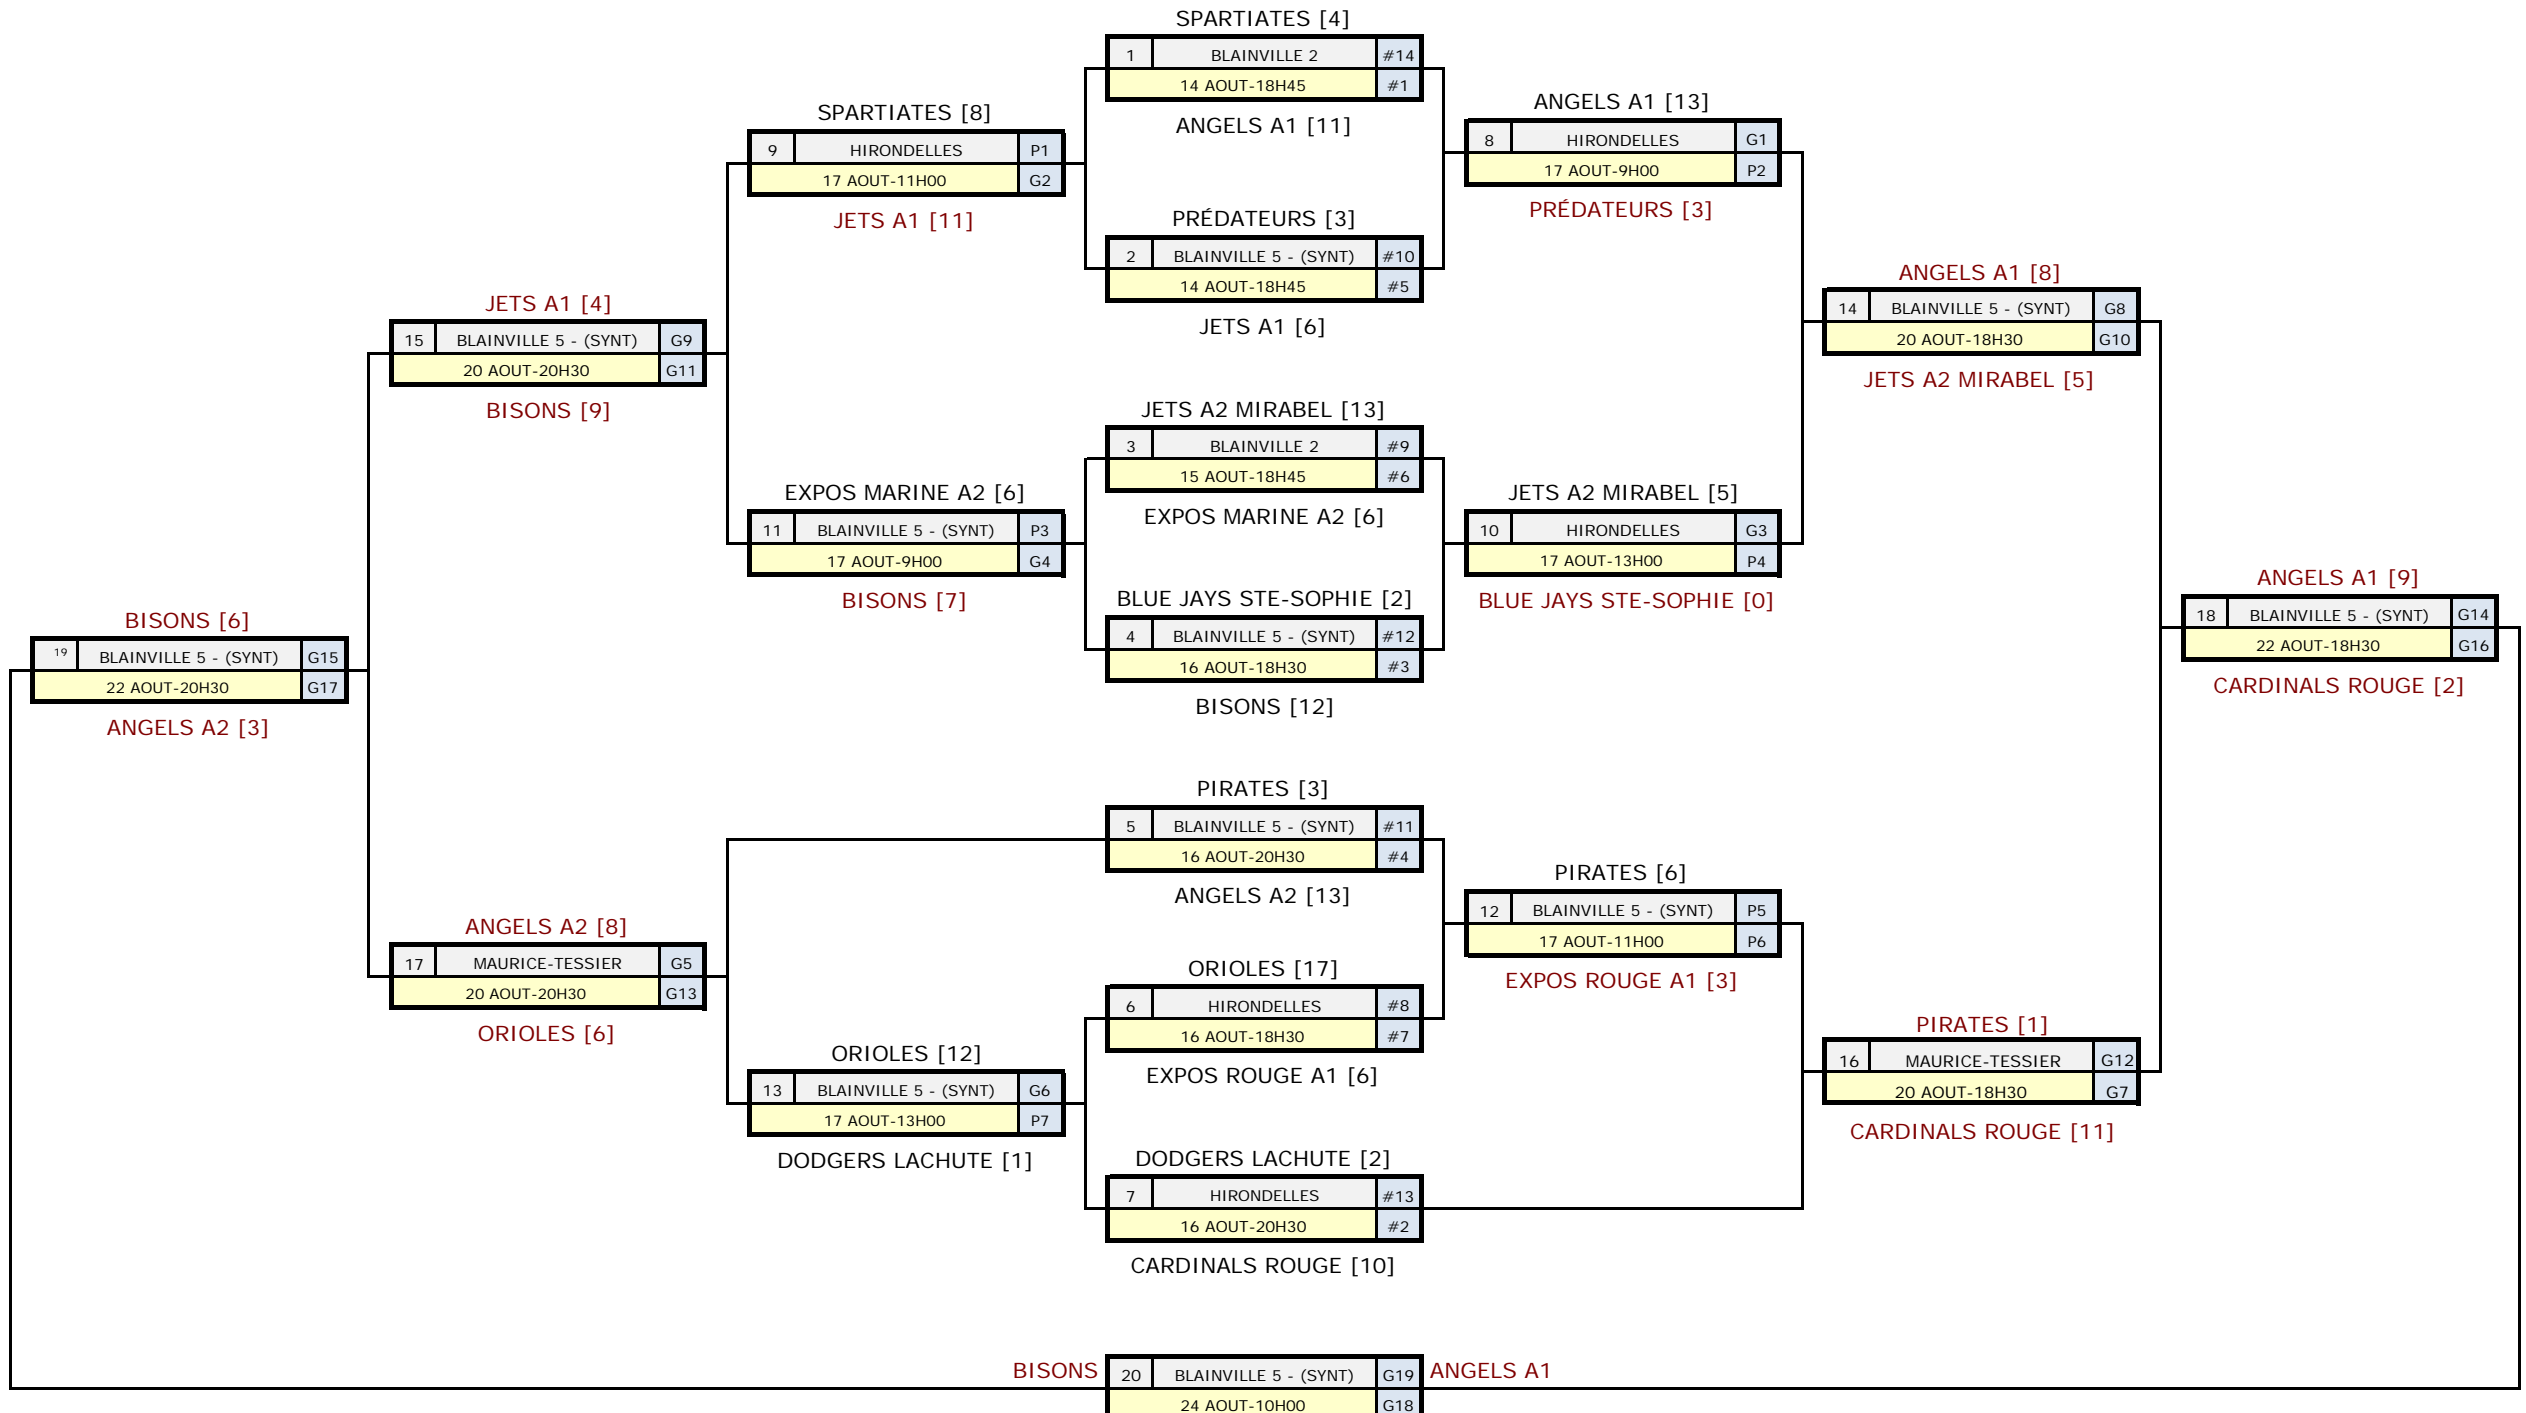 SPARTIATES [4]
1 BLAINVILLE 2 #14
14 AOUT-18H45 #1
ANGELS A1 [11]
SPARTIATES [8]
9 HIRONDELLES P1
17 AOUT-11H00 G2
JETS A1 [11]
ANGELS A1 [13]
8 HIRONDELLES G1
17 AOUT-9H00 P2
PRÉDATEURS [3]
PRÉDATEURS [3]
2 BLAINVILLE 5 - (SYNT) #10
14 AOUT-18H45 #5
JETS A1 [6]
JETS A1 [4]
15 BLAINVILLE 5 - (SYNT) G9
20 AOUT-20H30 G11
BISONS [9]
ANGELS A1 [8]
14 BLAINVILLE 5 - (SYNT) G8
20 AOUT-18H30 G10
JETS A2 MIRABEL [5]
JETS A2 MIRABEL [13]
3 BLAINVILLE 2 #9
15 AOUT-18H45 #6
EXPOS MARINE A2 [6]
EXPOS MARINE A2 [6]
11 BLAINVILLE 5 - (SYNT) P3
17 AOUT-9H00 G4
BISONS [7]
JETS A2 MIRABEL [5]
10 HIRONDELLES G3
17 AOUT-13H00 P4
BLUE JAYS STE-SOPHIE [0]
BLUE JAYS STE-SOPHIE [2]
4 BLAINVILLE 5 - (SYNT) #12
16 AOUT-18H30 #3
BISONS [12]
BISONS [6]
19 BLAINVILLE 5 - (SYNT) G15
22 AOUT-20H30 G17
ANGELS A2 [3]
ANGELS A1 [9]
18 BLAINVILLE 5 - (SYNT) G14
22 AOUT-18H30 G16
CARDINALS ROUGE [2]
PIRATES [3]
5 BLAINVILLE 5 - (SYNT) #11
16 AOUT-20H30 #4
ANGELS A2 [13]
PIRATES [6]
12 BLAINVILLE 5 - (SYNT) P5
17 AOUT-11H00 P6
EXPOS ROUGE A1 [3]
ANGELS A2 [8]
17 MAURICE-TESSIER G5
20 AOUT-20H30 G13
ORIOLES [6]
ORIOLES [17]
6 HIRONDELLES #8
16 AOUT-18H30 #7
EXPOS ROUGE A1 [6]
PIRATES [1]
16 MAURICE-TESSIER G12
20 AOUT-18H30 G7
CARDINALS ROUGE [11]
ORIOLES [12]
13 BLAINVILLE 5 - (SYNT) G6
17 AOUT-13H00 P7
DODGERS LACHUTE [1]
DODGERS LACHUTE [2]
7 HIRONDELLES #13
16 AOUT-20H30 #2
CARDINALS ROUGE [10]
BISONS 20 BLAINVILLE 5 - (SYNT) G19 ANGELS A1
24 AOUT-10H00 G18